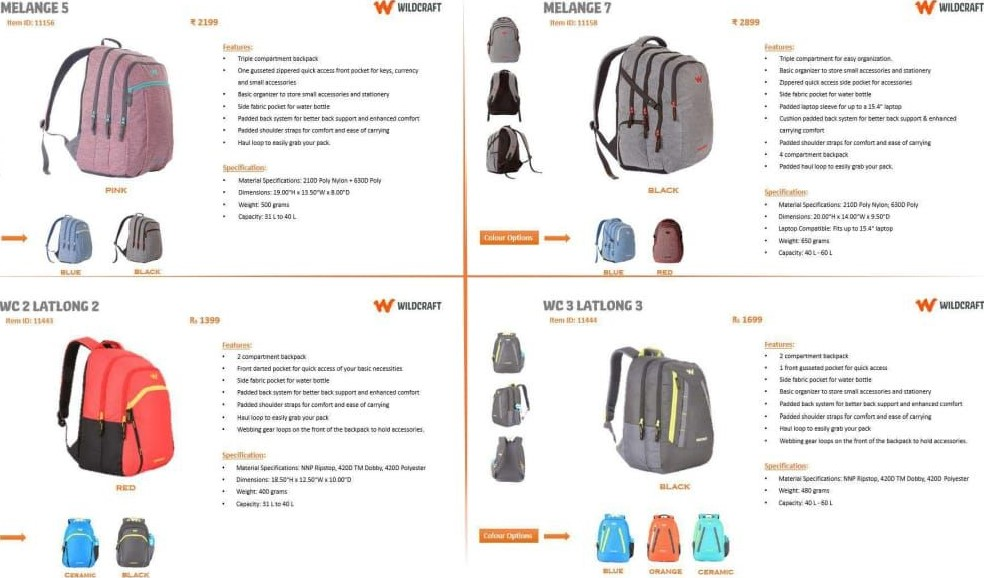 MELANGE 5
WILDCRAFT
Item ID: 11156
₹ 2199
Features:
• Triple compartment backpack
• One gusseted zippered quick access front pocket for keys, currency
and small accessories
• Basic organizer to store small accessories and stationery
• Side fabric pocket for water bottle
• Padded back system for better back support and enhanced comfort
• Padded shoulder straps for comfort and ease of carrying
• Haul loop to easily grab your pack.
Specification:
• Material Specifications: 210D Poly Nylon + 630D Poly
• Dimensions: 19.00"H x 13.50"W x 8.00"D
• Weight: 500 grams
• Capacity: 31 L to 40 L
PINK
BLUE
BLACK
MELANGE 7
WILDCRAFT
Item ID: 11158
₹ 2899
Features:
• Triple compartment for easy organization.
• Basic organizer to store small accessories and stationery
• Zippered quick access side pocket for accessories
• Side fabric pocket for water bottle
• Padded laptop sleeve for up to a 15.4" laptop
• Cushion padded back system for better back support & enhanced
carrying comfort
• Padded shoulder straps for comfort and ease of carrying
• 4 compartment backpack
• Padded haul loop to easily grab your pack.
Specification:
• Material Specifications: 210D Poly Nylon; 630D Poly
• Dimensions: 20.00"H x 14.00"W x 9.50"D
• Laptop Compatible: Fits up to 15.4" laptop
• Weight: 650 grams
• Capacity: 40 L - 60 L
BLACK
Colour Options
BLUE
RED
WC 2 LATLONG 2
WILDCRAFT
Item ID: 11443
Rs 1399
Features:
• 2 compartment backpack
• Front darted pocket for quick access of your basic necessities
• Side fabric pocket for water bottle
• Padded back system for better back support and enhanced comfort
• Padded shoulder straps for comfort and ease of carrying
• Haul loop to easily grab your pack
• Webbing gear loops on the front of the backpack to hold accessories.
Specification:
• Material Specifications: NNP Ripstop, 420D TM Dobby, 420D Polyester
• Dimensions: 18.50"H x 12.50"W x 10.00"D
• Weight: 400 grams
• Capacity: 31 L to 40 L
RED
CERAMIC
BLACK
WC 3 LATLONG 3
WILDCRAFT
Item ID: 11444
Rs 1699
Features:
• 2 compartment backpack
• 1 front gusseted pocket for quick access
• Side fabric pocket for water bottle
• Basic organizer to store small accessories and stationery
• Padded back system for better back support and enhanced comfort
• Padded shoulder straps for comfort and ease of carrying
• Haul loop to easily grab your pack
• Webbing gear loops on the front of the backpack to hold accessories.
Specification:
• Material Specifications: NNP Ripstop, 420D TM Dobby, 420D Polyester
• Weight: 480 grams
• Capacity: 40 L - 60 L
BLACK
Colour Options
BLUE
ORANGE
CERAMIC